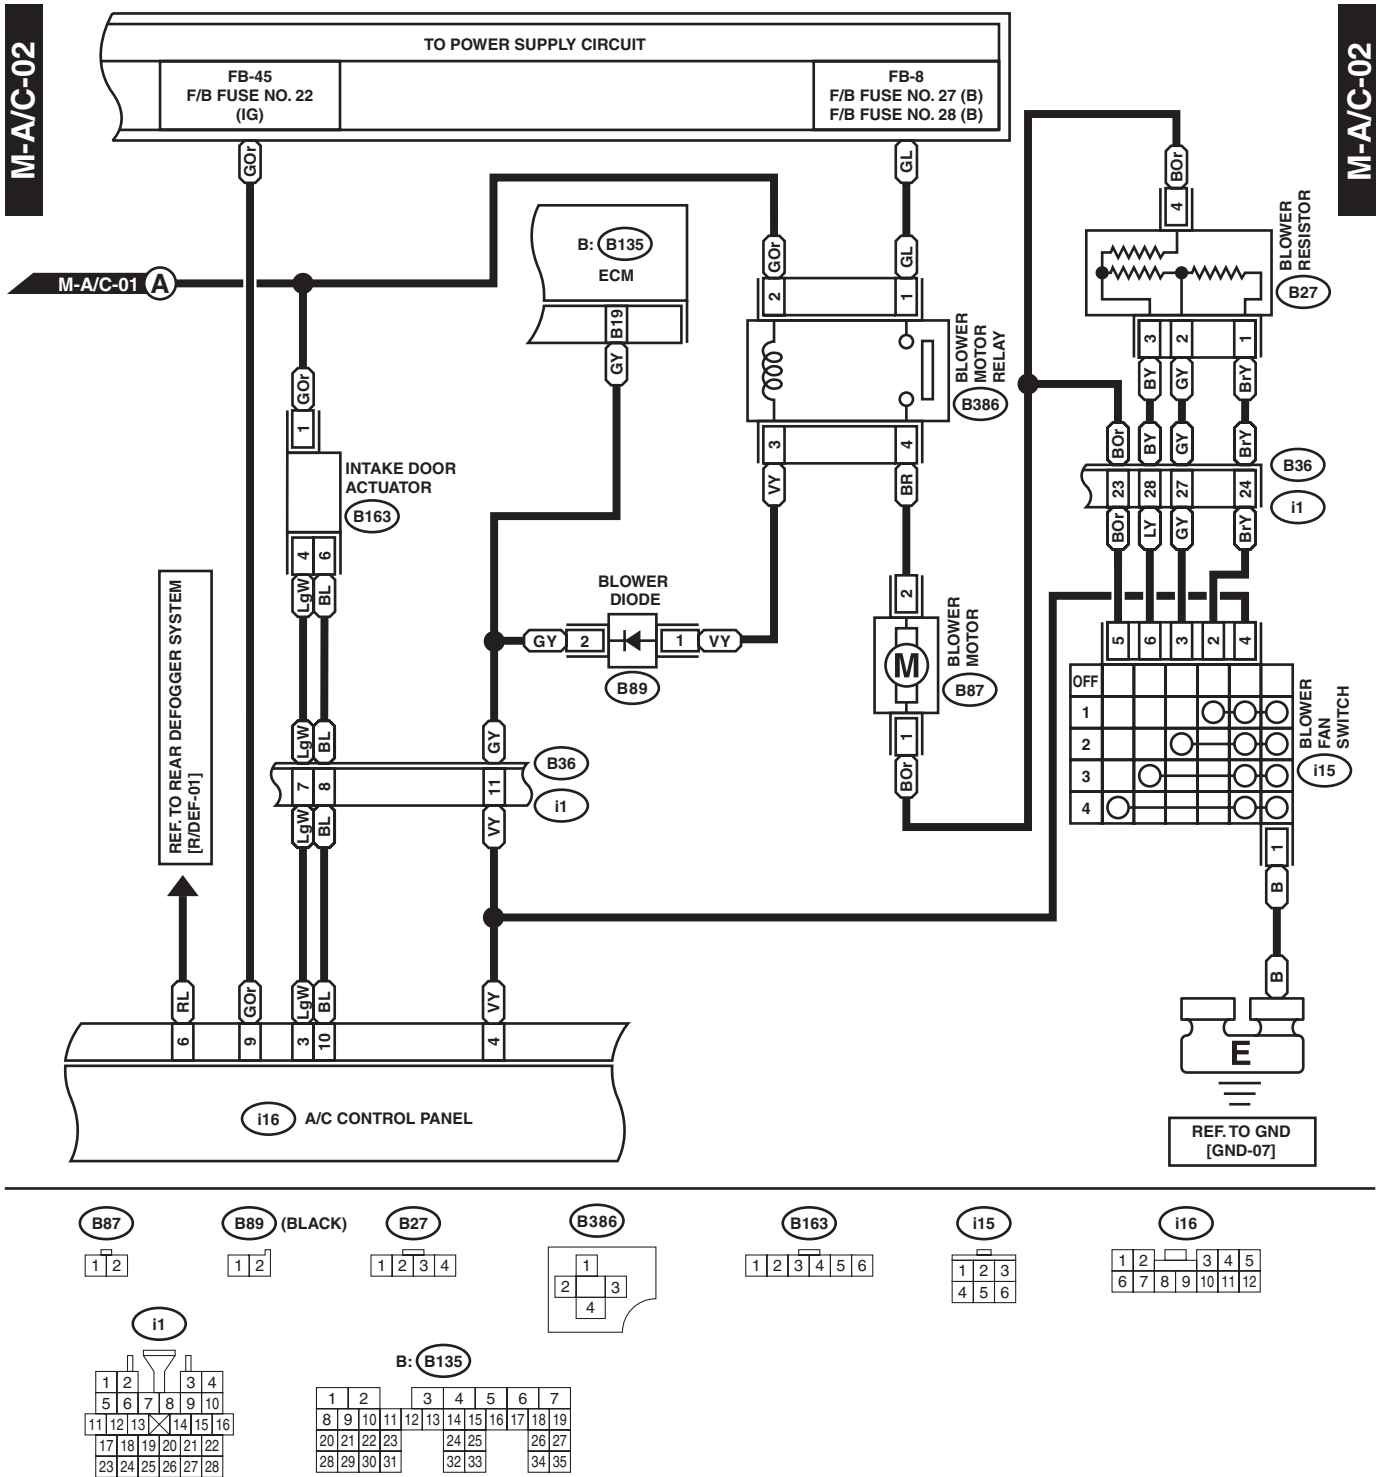 M-A/C-02
M-A/C-02
TO POWER SUPPLY CIRCUIT
FB-45
F/B FUSE NO. 22
(IG)
FB-8
F/B FUSE NO. 27 (B)
F/B FUSE NO. 28 (B)
GOr
GL
BOr
4
BLOWER
RESISTOR
B27
M-A/C-01 A
B: B135
ECM
B19
GY
GOr
GL
2
1
BLOWER
MOTOR
RELAY
B386
3
4
VY
BR
3
2
1
BY
GY
BrY
BOr
BY
GY
BrY
B36
23
28
27
24
i1
BOr
LY
GY
BrY
GOr
1
INTAKE DOOR
ACTUATOR
B163
4
6
LgW
BL
REF. TO REAR DEFOGGER SYSTEM
[R/DEF-01]
BLOWER
DIODE
GY
2
1
VY
B89
2
M
BLOWER
MOTOR
B87
1
BOr
5
6
3
2
4
OFF
1
2
3
4
BLOWER
FAN
SWITCH
i15
1
B
B
E
REF. TO GND
[GND-07]
LgW
BL
GY
B36
7
8
11
i1
LgW
BL
VY
RL
GOr
LgW
BL
VY
6
9
3
10
4
i16 A/C CONTROL PANEL
B87
1 2
B89 (BLACK)
1 2
B27
1 2 3 4
B386
1
2 3
4
B163
1 2 3 4 5 6
i15
1 2 3
4 5 6
i16
1 2 3 4 5
6 7 8 9 10 11 12
i1
1 2 3 4
5 6 7 8 9 10
11 12 13 14 15 16
17 18 19 20 21 22
23 24 25 26 27 28
B: B135
1 2 3 4 5 6 7
8 9 10 11 12 13 14 15 16 17 18 19
20 21 22 23 24 25 26 27
28 29 30 31 32 33 34 35